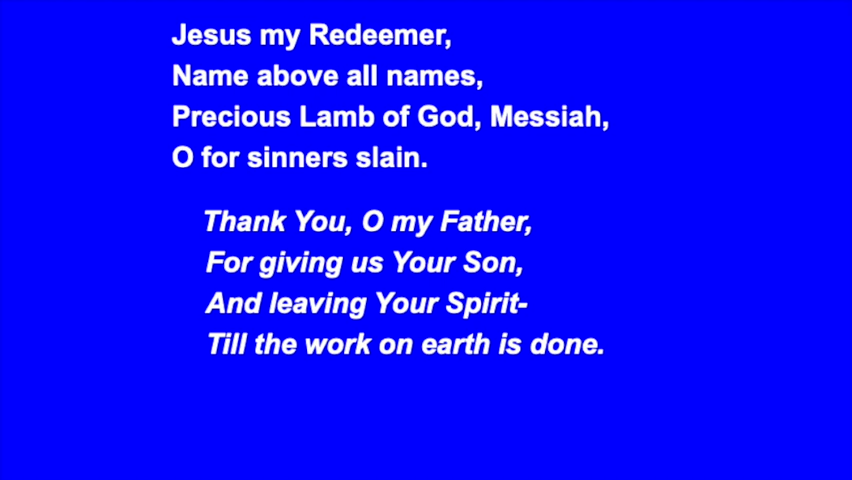 Jesus my Redeemer,
Name above all names,
Precious Lamb of God, Messiah,
O for sinners slain.
Thank You, O my Father,
For giving us Your Son,
And leaving Your Spirit-
Till the work on earth is done.